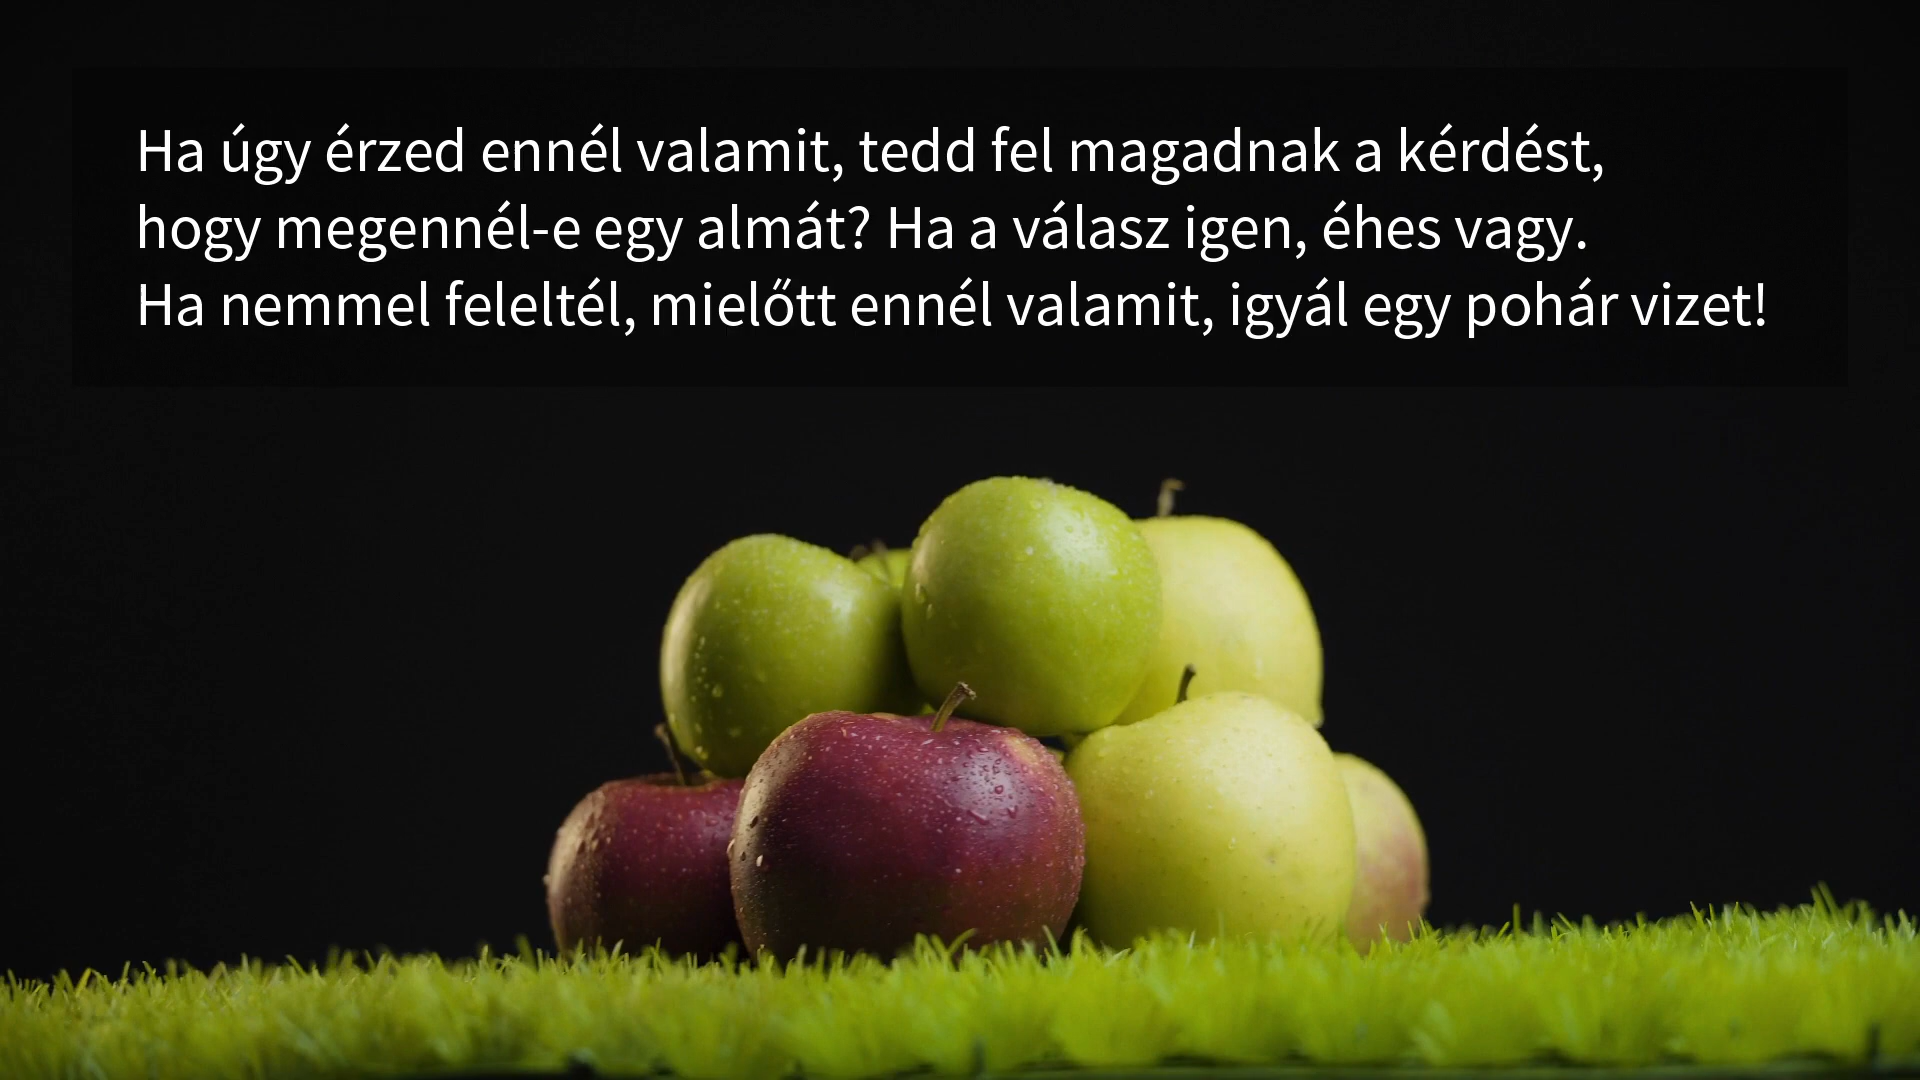 Ha úgy érzed ennél valamit, tedd fel magadnak a kérdést,
hogy megennél-e egy almát? Ha a válasz igen, éhes vagy.
Ha nemmel feleltél, mielőtt ennél valamit, igyál egy pohár vizet!